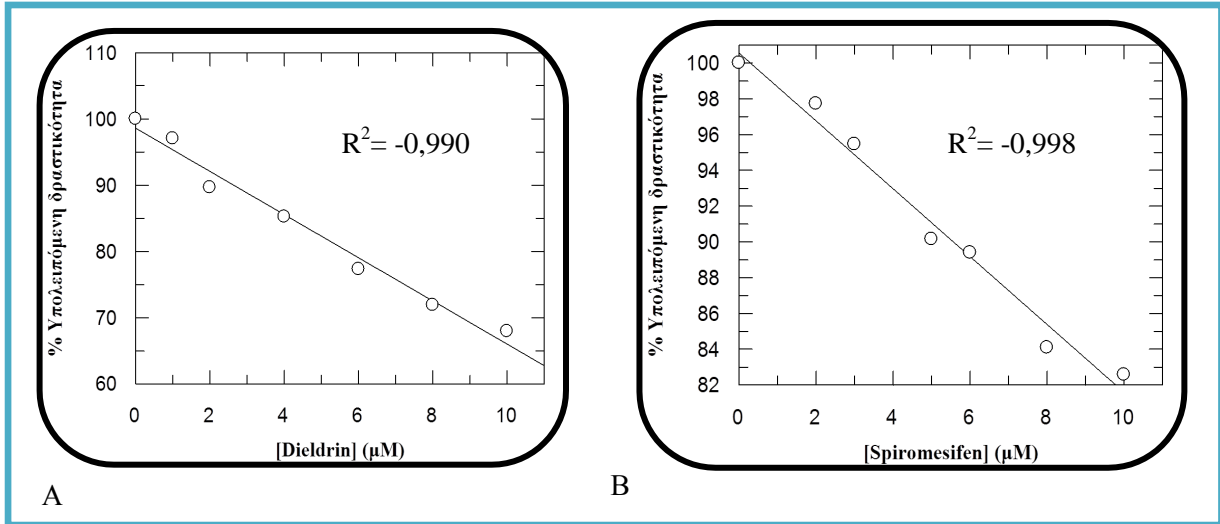 % Υπολειπόμενη δραστικότητα
110
100
90
80
70
60
R²= -0,990
0 2 4 6 8 10
[Dieldrin] (μM)
A
% Υπολειπόμενη δραστικότητα
100
98
96
94
92
90
88
86
84
82
R²= -0,998
0 2 4 6 8 10
[Spiromesifen] (μM)
B